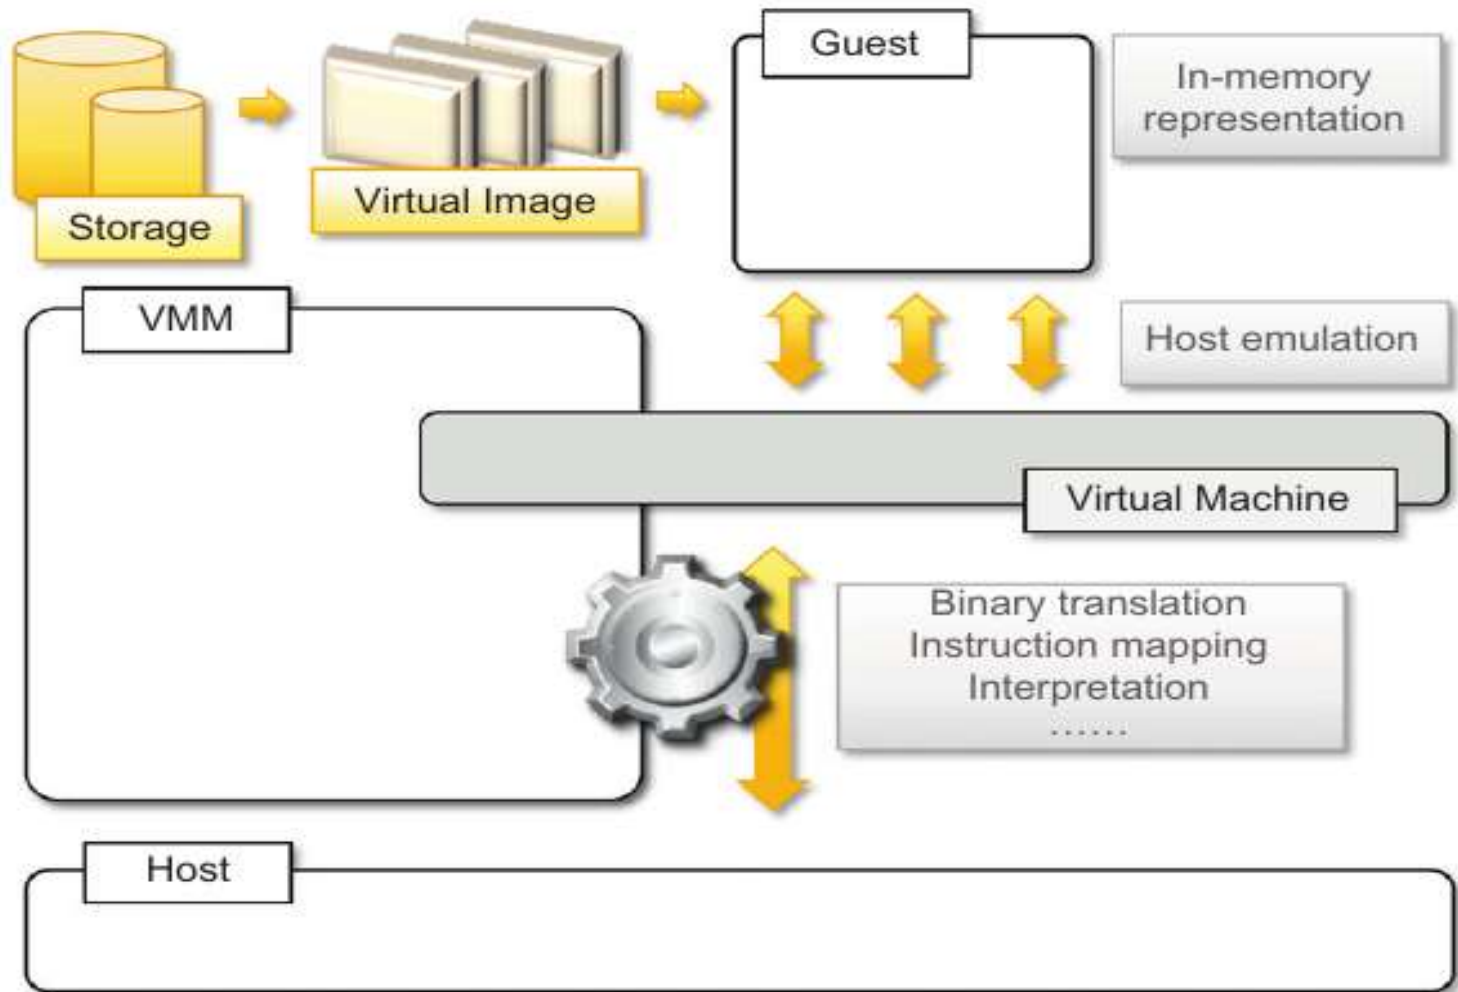 Guest
In-memory
representation
Storage
Virtual Image
VMM
Host emulation
Virtual Machine
Binary translation
Instruction mapping
Interpretation
......
Host